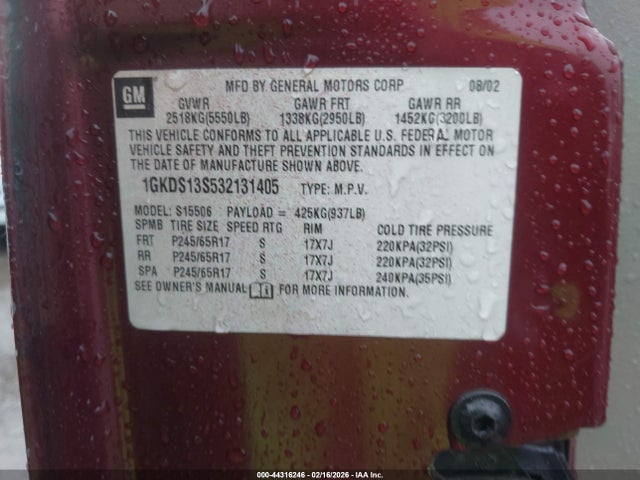 GM
MFD BY GENERAL MOTORS CORP 08/02
GVWR GAWR FRT GAWR RR
2518KG(5550LB) 1338KG(2950LB) 1452KG(3200LB)
THIS VEHICLE CONFORMS TO ALL APPLICABLE U.S. FEDERAL MOTOR
VEHICLE SAFETY AND THEFT PREVENTION STANDARDS IN EFFECT ON
THE DATE OF MANUFACTURE SHOWN ABOVE.
1GKDS13S532131405 TYPE: M.P.V.
MODEL: S15506 PAYLOAD = 425KG(937LB)
SPMB TIRE SIZE SPEED RTG RIM COLD TIRE PRESSURE
FRT P245/65R17 S 17X7J 220KPA(32PSI)
RR P245/65R17 S 17X7J 220KPA(32PSI)
SPA P245/65R17 S 17X7J 240KPA(35PSI)
SEE OWNER'S MANUAL FOR MORE INFORMATION.
000-44316246 - 02/16/2026 - IAA Inc.